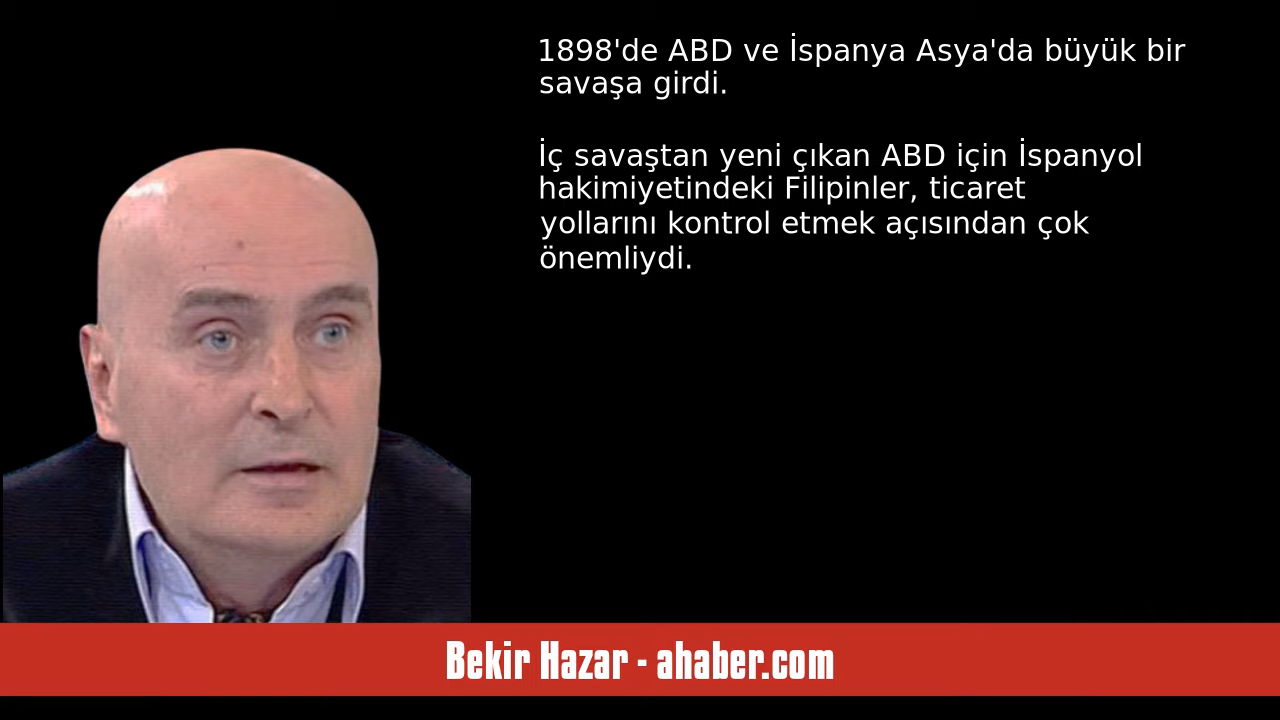 1898'de ABD ve İspanya Asya'da büyük bir
savaşa girdi.
İç savaştan yeni çıkan ABD için İspanyol
hakimiyetindeki Filipinler, ticaret
yollarını kontrol etmek açısından çok
önemliydi.
Bekir Hazar - ahaber.com